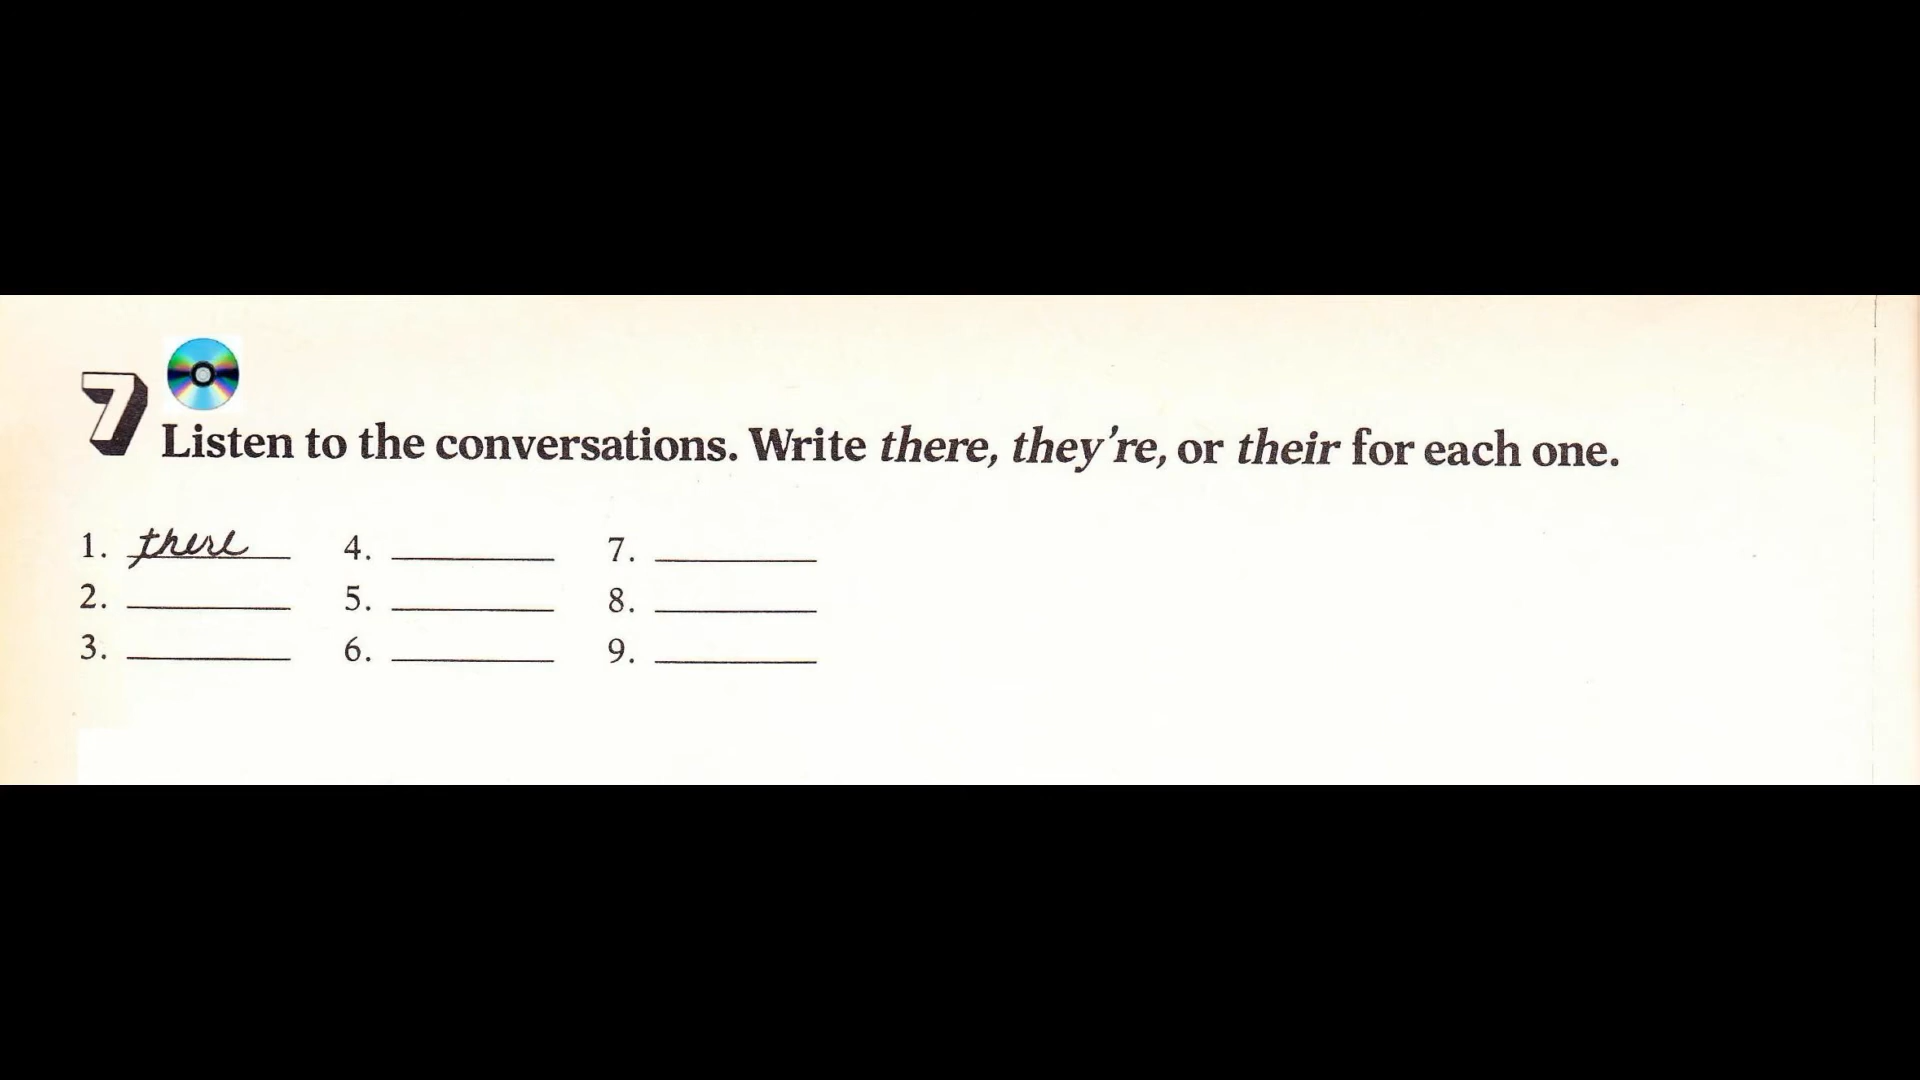 7
Listen to the conversations. Write there, they're, or their for each one.
1. there 4. 7.
2. 5. 8.
3. 6. 9.